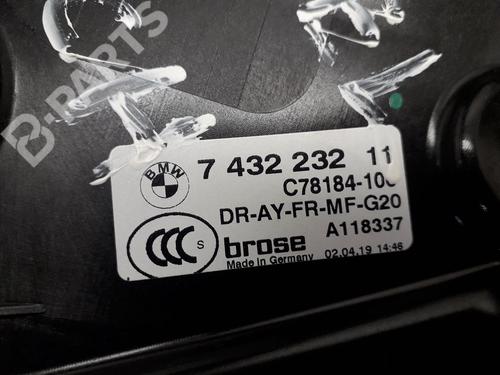 B-PARTS
BMW
7 432 232 11
C78184-10
DR-AY-FR-MF-G20
A118337
CCC S
brose
Made in Germany
02.04.19 14:46